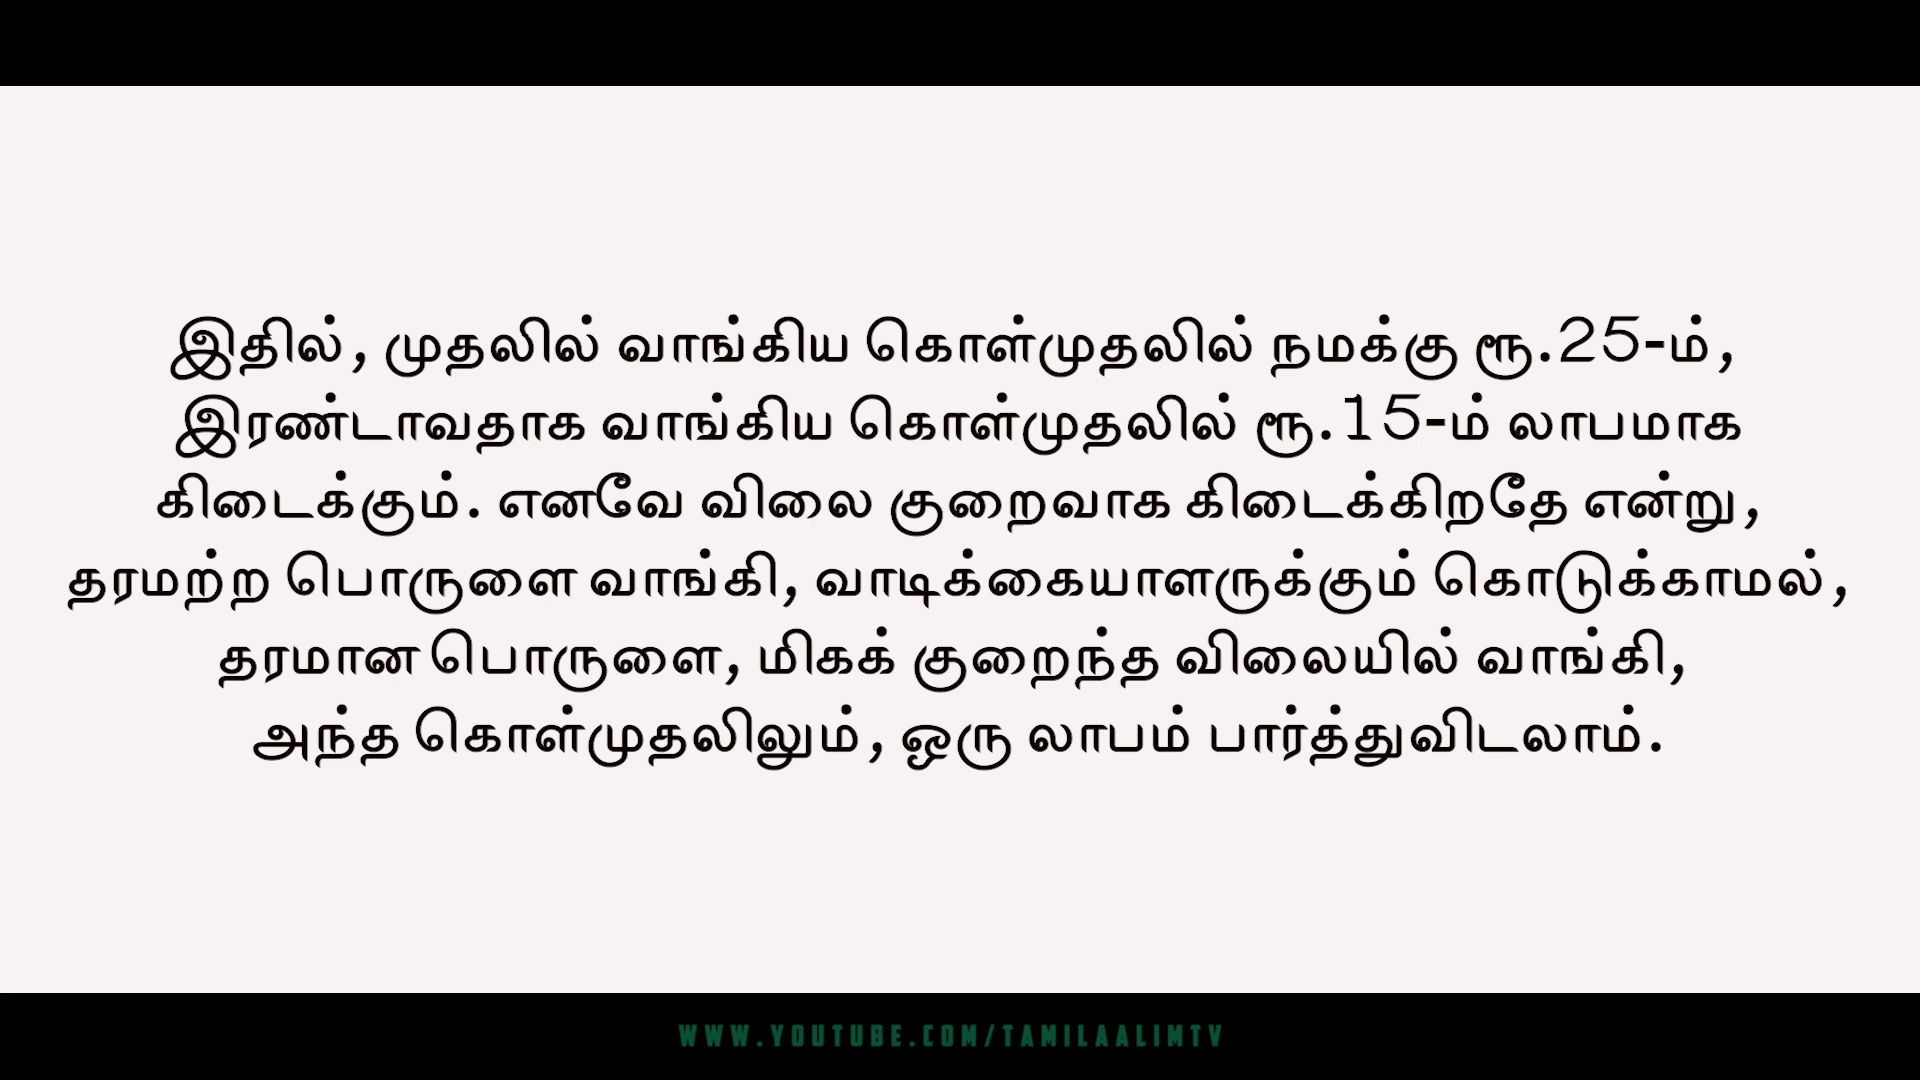 இதில், முதலில் வாங்கிய கொள்முதலில் நமக்கு ரூ.25-ம்,
இரண்டாவதாக வாங்கிய கொள்முதலில் ரூ.15-ம் லாபமாக
கிடைக்கும். எனவே விலை குறைவாக கிடைக்கிறதே என்று,
தரமற்ற பொருளை வாங்கி, வாடிக்கையாளருக்கும் கொடுக்காமல்,
தரமான பொருளை, மிகக் குறைந்த விலையில் வாங்கி,
அந்த கொள்முதலிலும், ஒரு லாபம் பார்த்துவிடலாம்.
WWW.YOUTUBE.COM/TAMILAALIMTV